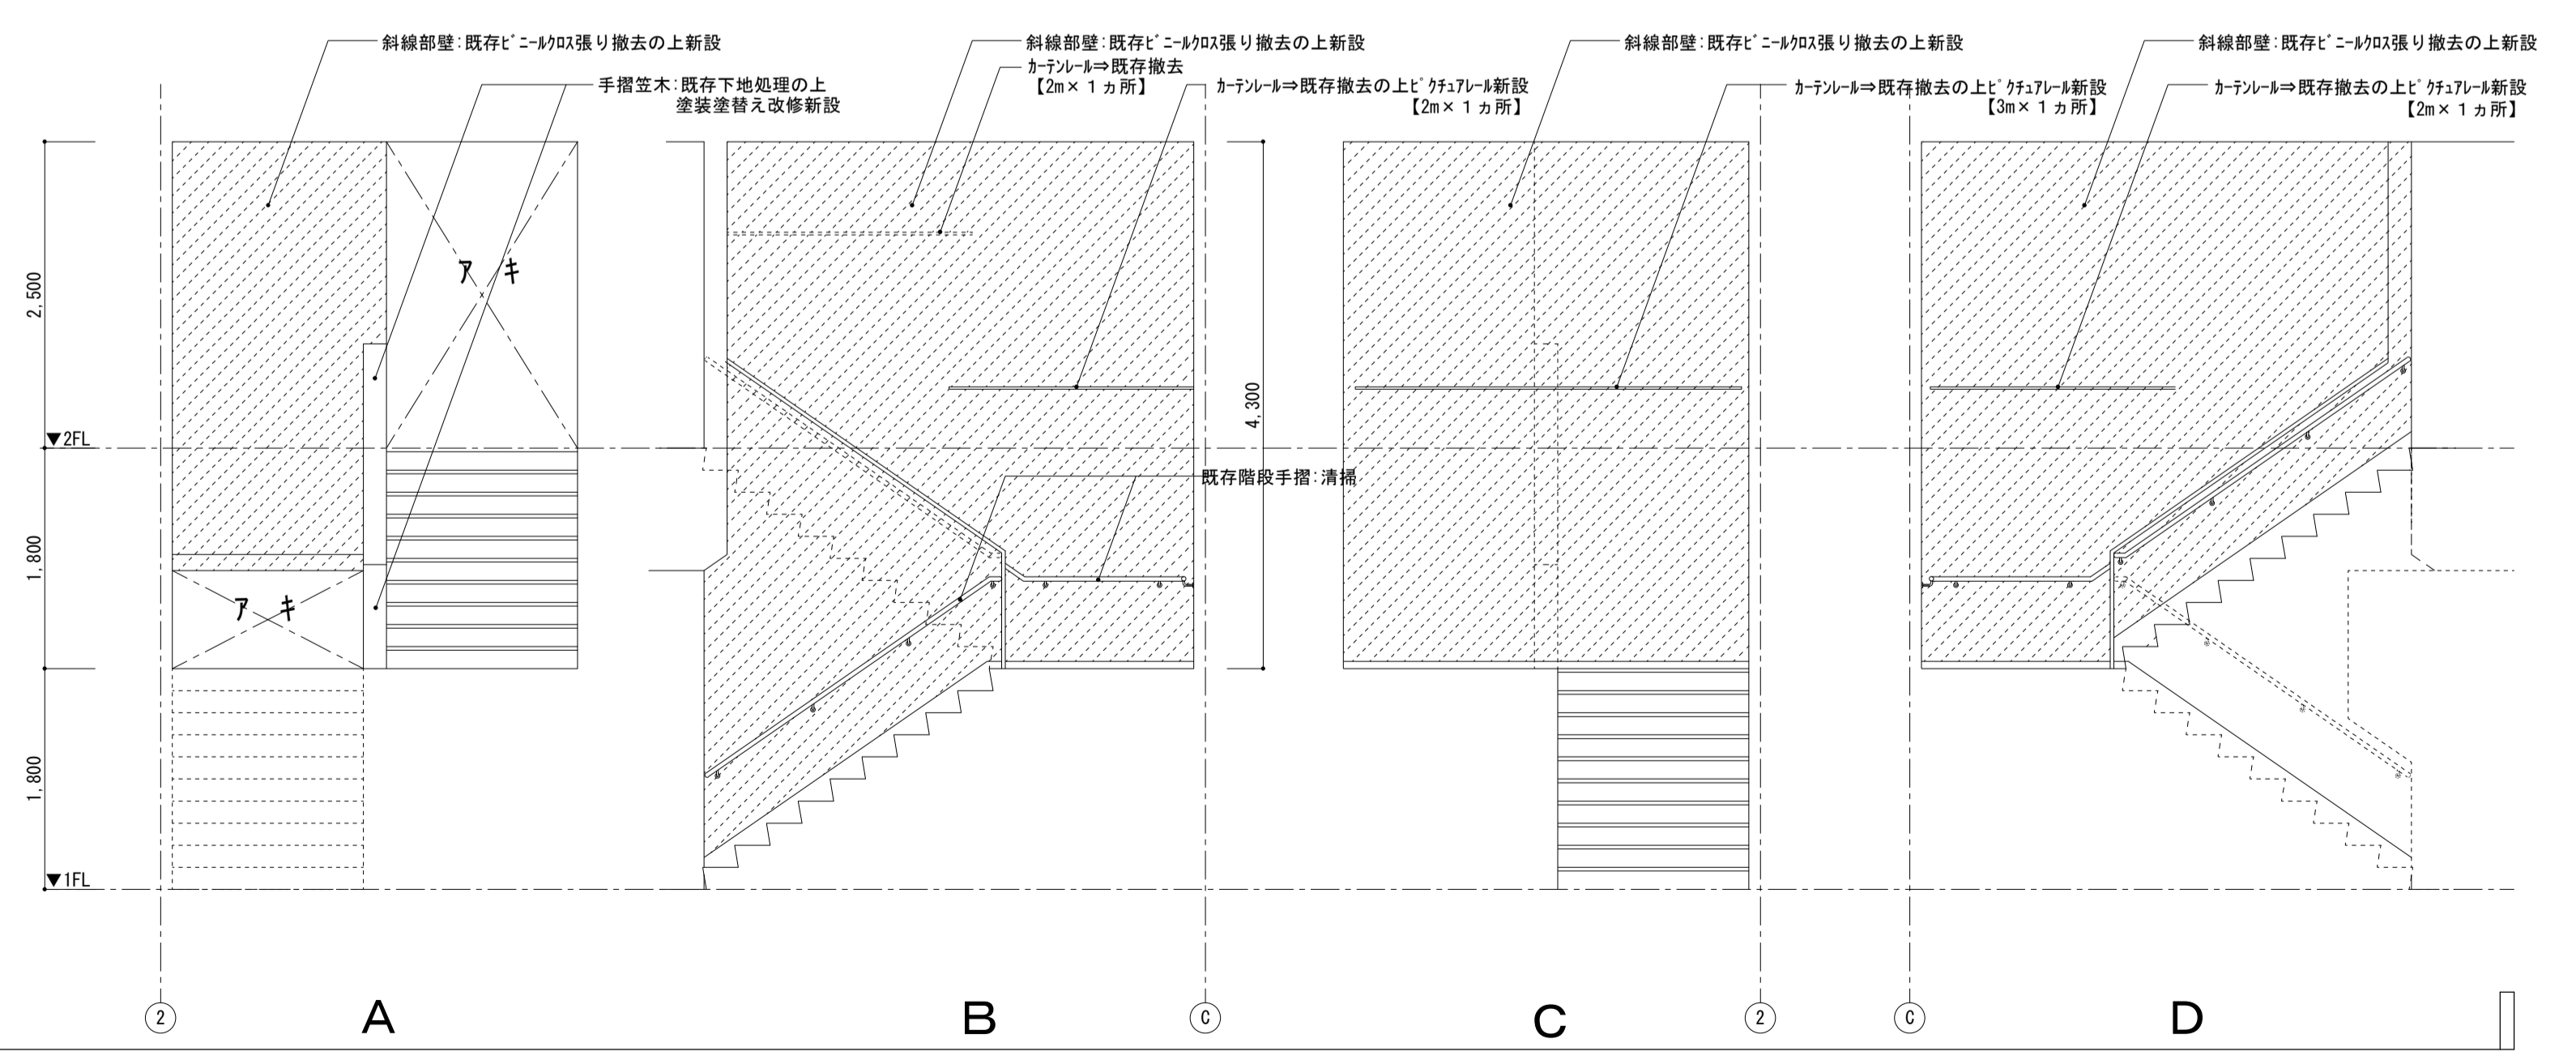 斜線部壁:既存ﾋﾞﾆｰﾙｸﾛｽ張り撤去の上新設
手摺笠木:既存下地処理の上
塗装塗替え改修新設
斜線部壁:既存ﾋﾞﾆｰﾙｸﾛｽ張り撤去の上新設
ｶｰﾃﾝﾚｰﾙ⇒既存撤去
【2m×１ヵ所】
ｶｰﾃﾝﾚｰﾙ⇒既存撤去の上ﾋﾟｸﾁｭｱﾚｰﾙ新設
【2m×１ヵ所】
斜線部壁:既存ﾋﾞﾆｰﾙｸﾛｽ張り撤去の上新設
ｶｰﾃﾝﾚｰﾙ⇒既存撤去の上ﾋﾟｸﾁｭｱﾚｰﾙ新設
【3m×１ヵ所】
斜線部壁:既存ﾋﾞﾆｰﾙｸﾛｽ張り撤去の上新設
ｶｰﾃﾝﾚｰﾙ⇒既存撤去の上ﾋﾟｸﾁｭｱﾚｰﾙ新設
【2m×１ヵ所】
2,500
ア キ
4,300
▼2FL
既存階段手摺:清掃
1,800
ア キ
1,800
▼1FL
2
A
B
C
C
2
C
D